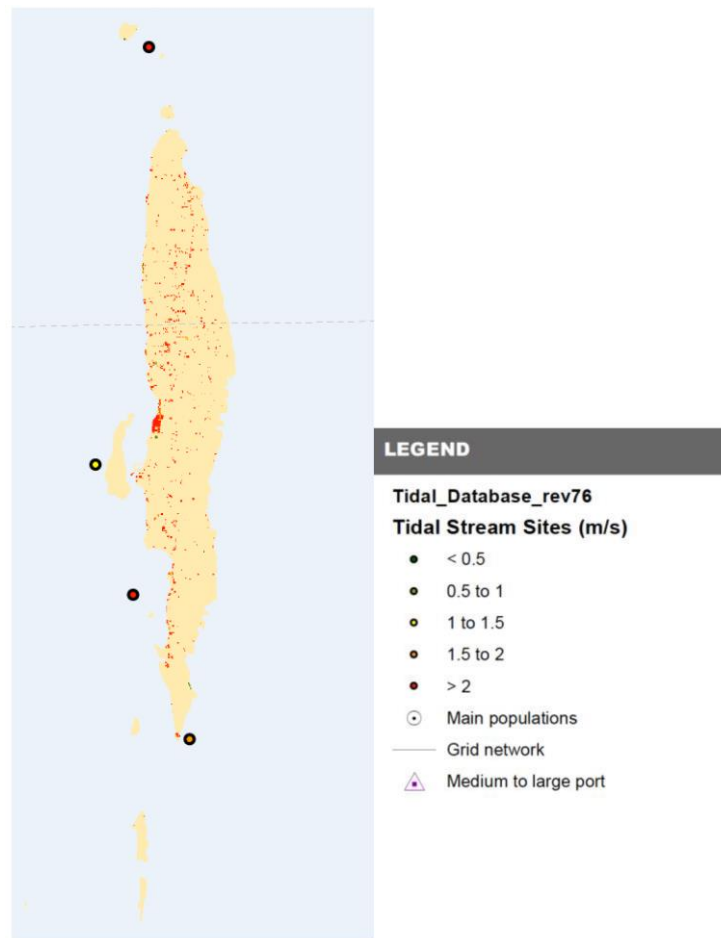 LEGEND
Tidal_Database_rev76
Tidal Stream Sites (m/s)
< 0.5
0.5 to 1
1 to 1.5
1.5 to 2
> 2
Main populations
Grid network
Medium to large port